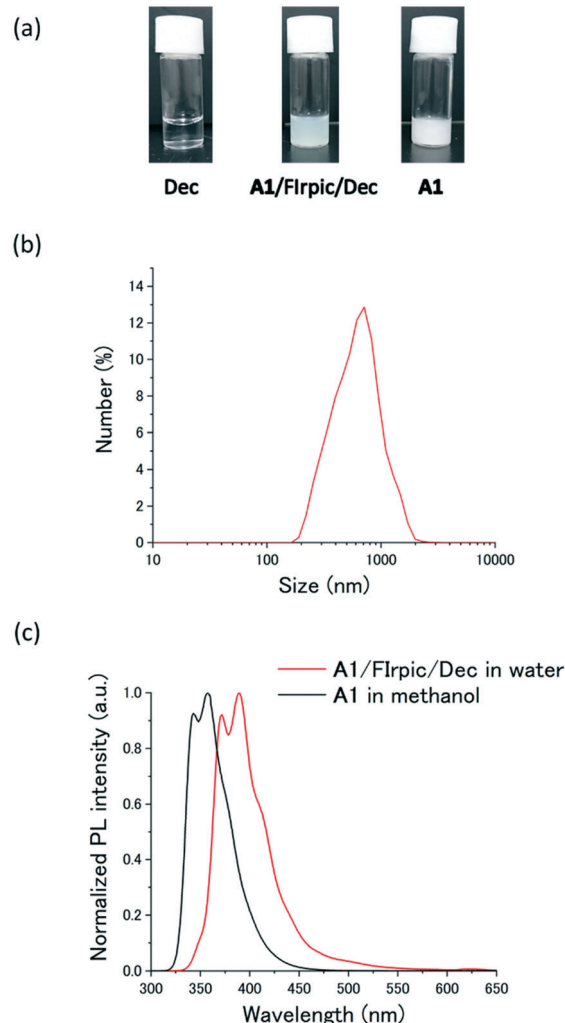 (a)
Dec A1/FIrpic/Dec A1
(b)
14
12
10
8
6
4
2
0
Number (%)
10 100 1000 10000
Size (nm)
(c)
A1/FIrpic/Dec in water
A1 in methanol
1.0
0.8
0.6
0.4
0.2
0.0
Normalized PL intensity (a.u.)
300 350 400 450 500 550 600 650
Wavelength (nm)